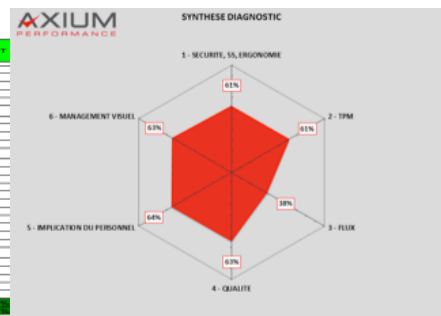 AXIUM
PERFORMANCE
SYNTHESE DIAGNOSTIC
1 - SECURITE, 5S, ERGONOMIE
61%
6 - MANAGEMENT VISUEL
2 - TPM
63%
61%
38%
64%
5 - IMPLICATION DU PERSONNEL
3 - FLUX
63%
4 - QUALITE